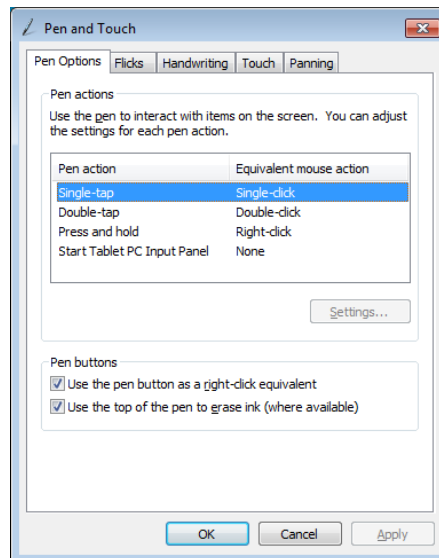 Pen and Touch
Pen Options Flicks Handwriting Touch Panning
Pen actions
Use the pen to interact with items on the screen.  You can adjust
the settings for each pen action.
Pen action Equivalent mouse action
Single-tap Single-click
Double-tap Double-click
Press and hold Right-click
Start Tablet PC Input Panel None
Settings...
Pen buttons
Use the pen button as a right-click equivalent
Use the top of the pen to erase ink (where available)
OK Cancel Apply